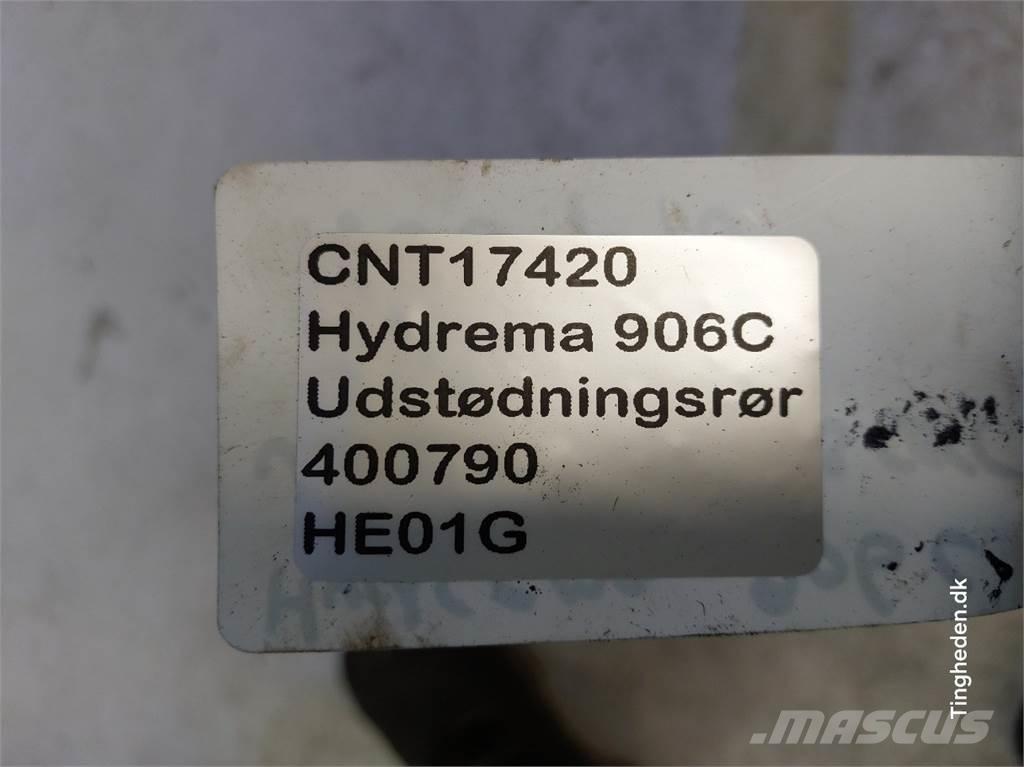 CNT17420
Hydrema 906C
Udstødningsrør
400790
HE01G
Tingheden.dk
MASCUS